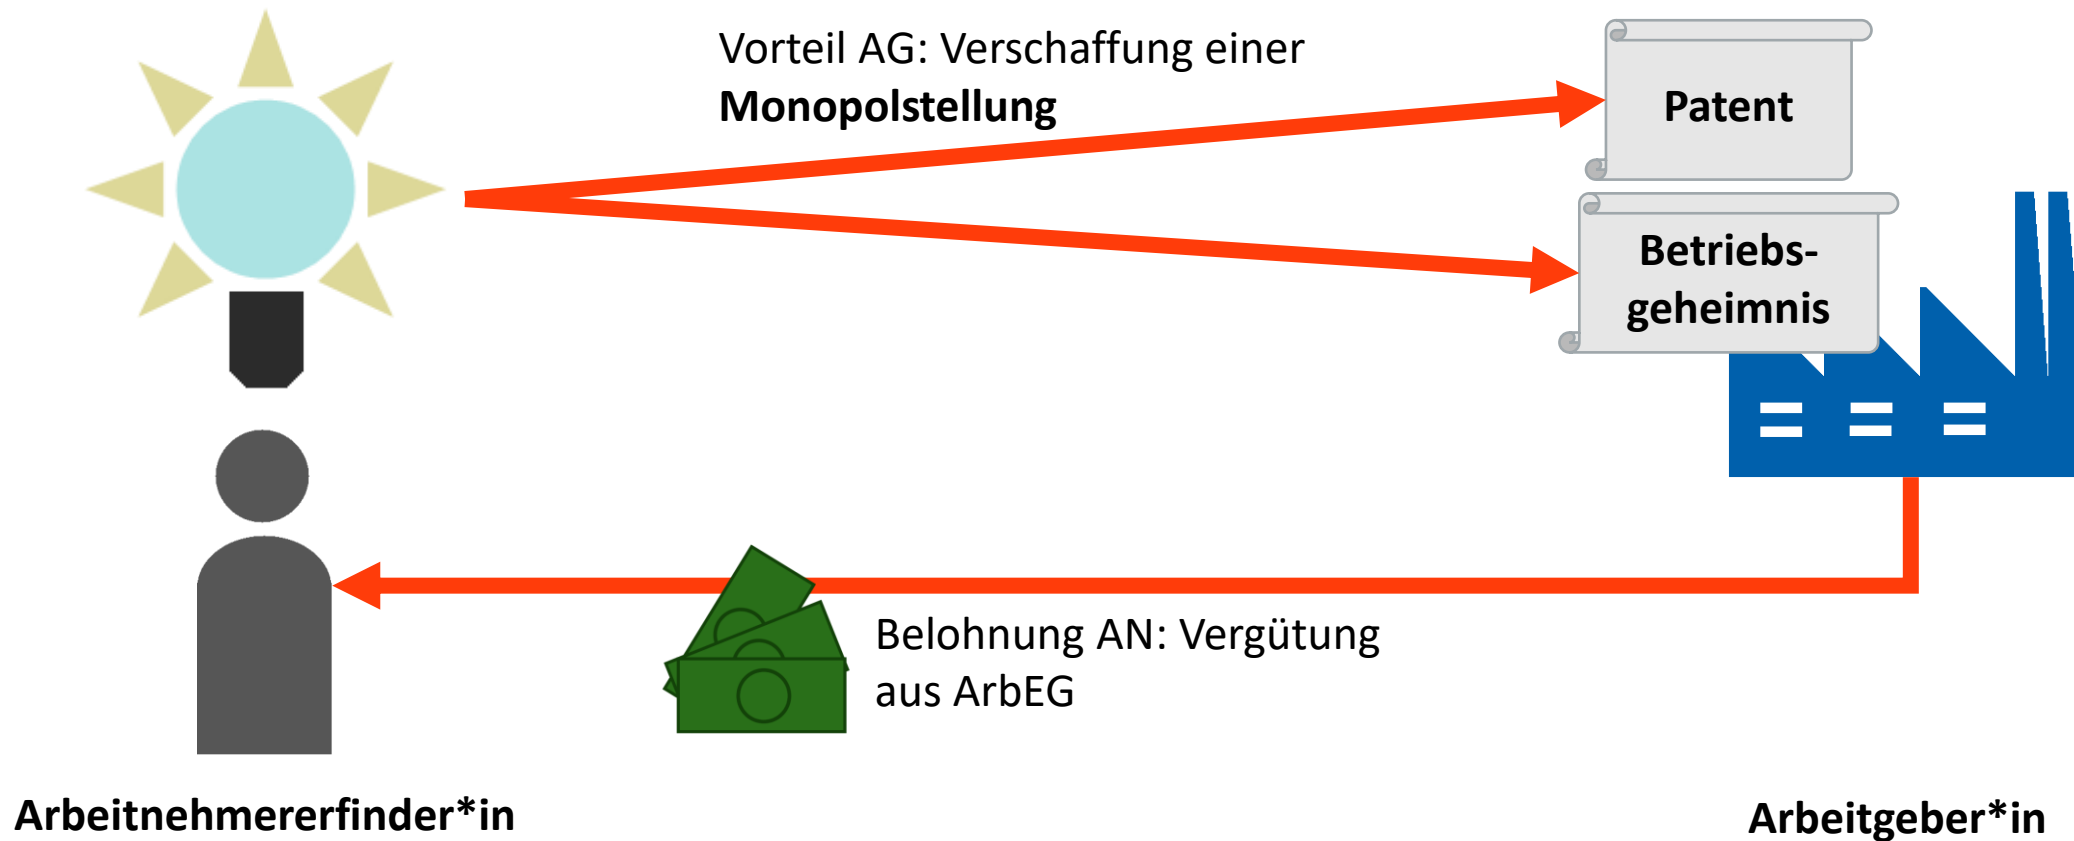 Vorteil AG: Verschaffung einer
Monopolstellung
Patent
Betriebs-
geheimnis
Belohnung AN: Vergütung
aus ArbEG
Arbeitnehmererfinder*in
Arbeitgeber*in